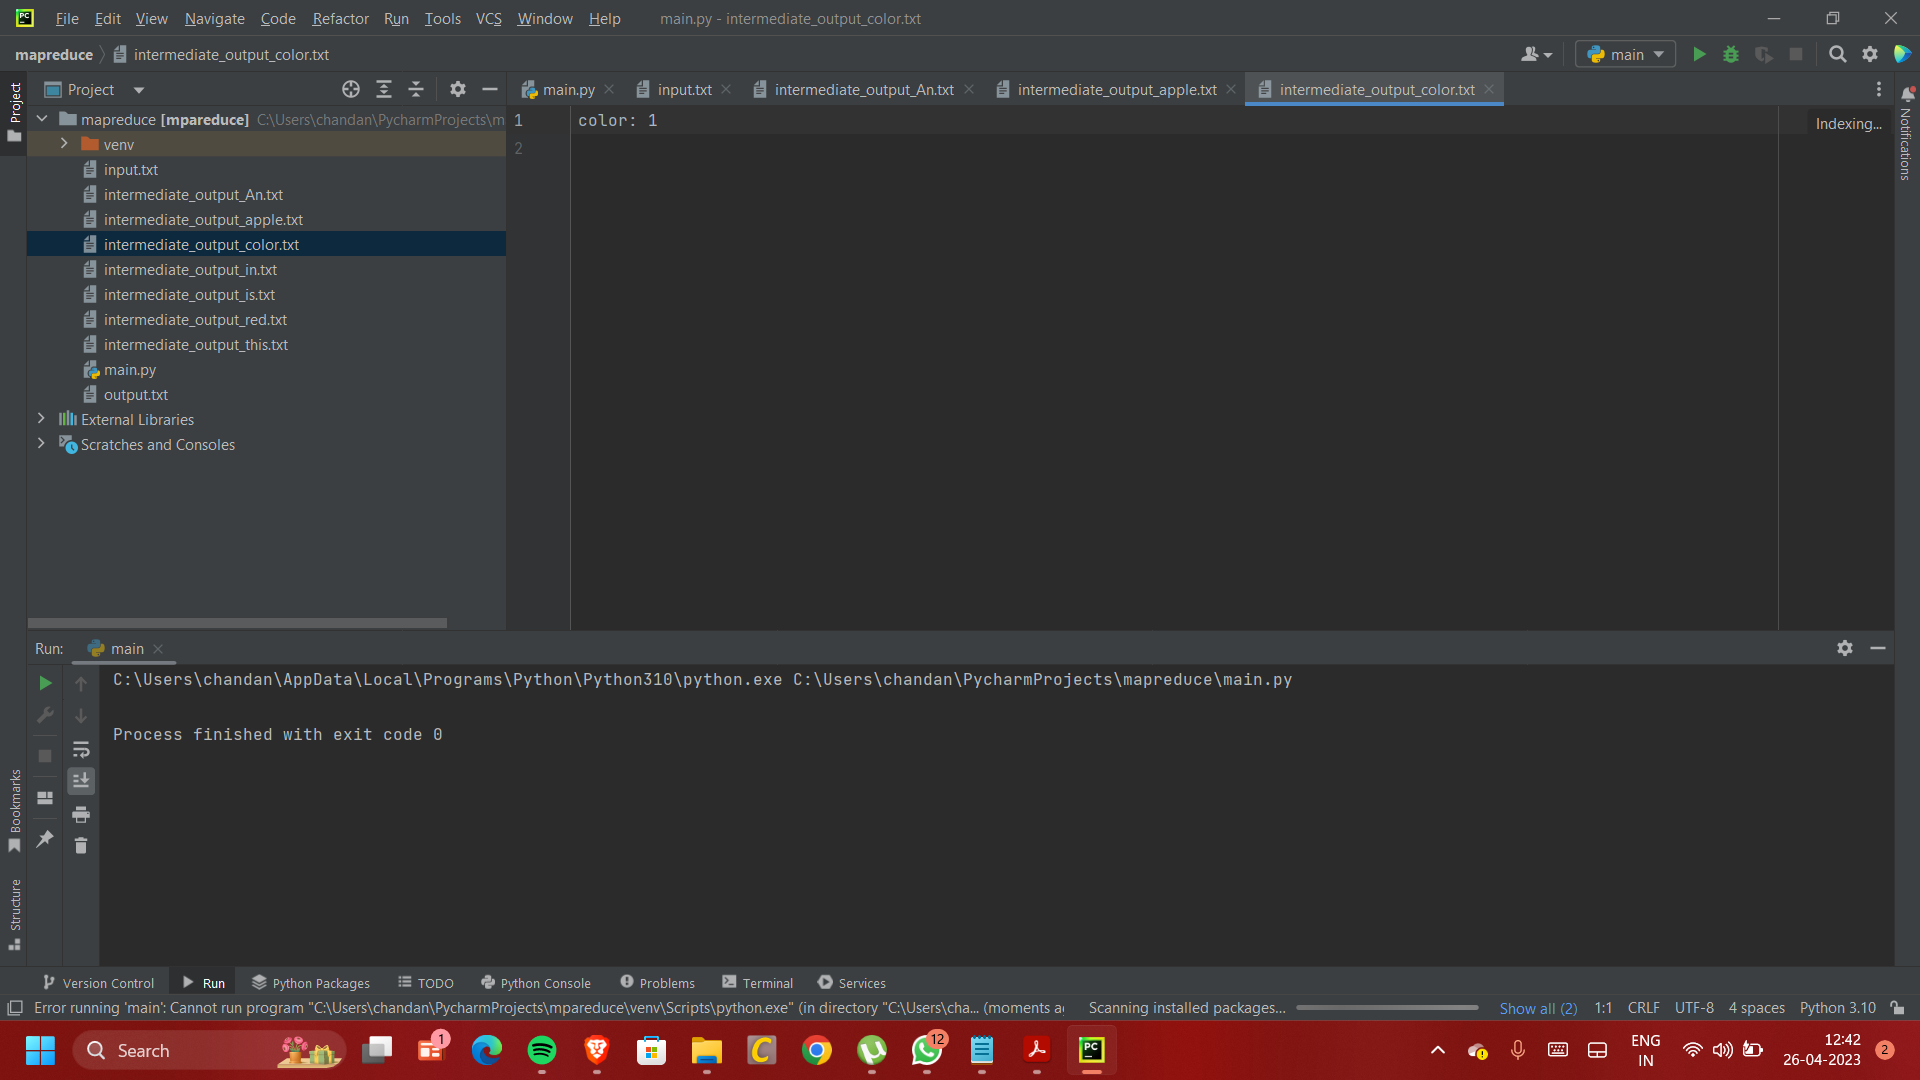 File Edit View Navigate Code Refactor Run Tools VCS Window Help main.py - intermediate_output_color.txt
mapreduce intermediate_output_color.txt main
Project main.py input.txt intermediate_output_An.txt intermediate_output_apple.txt intermediate_output_color.txt
Project
Notifications
mapreduce [mpareduce] C:\Users\chandan\PycharmProjects\m
venv
input.txt
intermediate_output_An.txt
intermediate_output_apple.txt
intermediate_output_color.txt
intermediate_output_in.txt
intermediate_output_is.txt
intermediate_output_red.txt
intermediate_output_this.txt
main.py
output.txt
External Libraries
Scratches and Consoles
1 color: 1
2
Indexing...
Run: main
C:\Users\chandan\AppData\Local\Programs\Python\Python310\python.exe C:\Users\chandan\PycharmProjects\mapreduce\main.py
Process finished with exit code 0
Bookmarks
Structure
Version Control Run Python Packages TODO Python Console Problems Terminal Services
Error running 'main': Cannot run program "C:\Users\chandan\PycharmProjects\mpareduce\venv\Scripts\python.exe" (in directory "C:\Users\cha... (moments ag Scanning installed packages... Show all (2) 1:1 CRLF UTF-8 4 spaces Python 3.10
Search 1 12 PC ENG 12:42
IN 26-04-2023 2